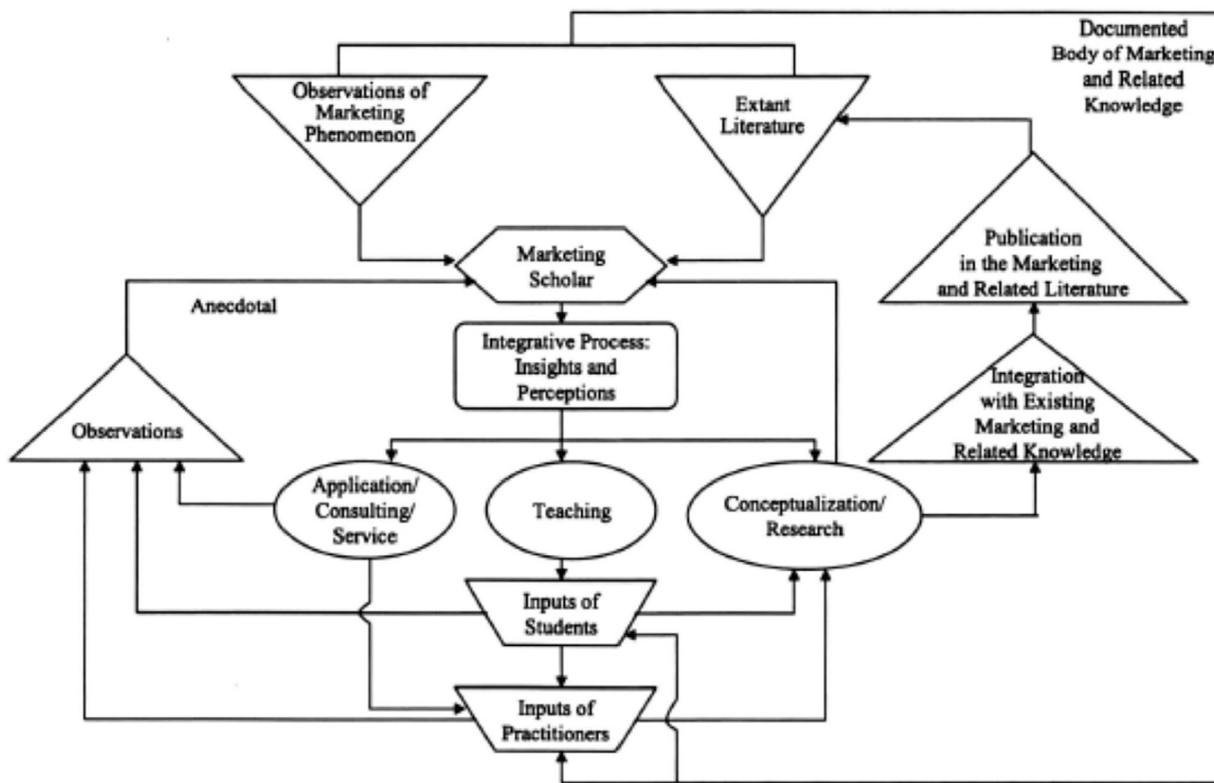 Documented
Body of Marketing
and Related
Knowledge
Observations of
Marketing
Phenomenon
Extant
Literature
Marketing
Scholar
Publication
in the Marketing
and Related Literature
Anecdotal
Integrative Process:
Insights and
Perceptions
Integration
with Existing
Marketing and
Related Knowledge
Observations
Application/
Consulting/
Service
Teaching
Conceptualization/
Research
Inputs of
Students
Inputs of
Practitioners